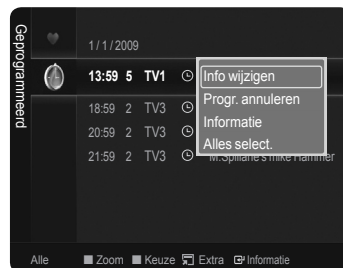 Geprogrammeerd
1 / 1 / 2009
13:59 5 TV1
Info wijzigen
Progr. annuleren
Informatie
Alles select.
18:59 2 TV3
20:59 2 TV3
21:59 2 TV3 M.Spillane's mike Hammer
Alle Zoom Keuze Extra Informatie